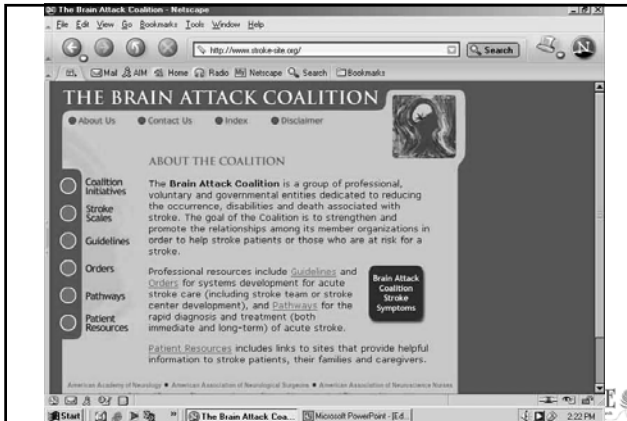 The Brain Attack Coalition - Netscape
File Edit View Go Bookmarks Tools Window Help
http://www.stroke-site.org/
Search
N
Mail AIM Home Radio Netscape Search Bookmarks
THE BRAIN ATTACK COALITION
About Us Contact Us Index Disclaimer
ABOUT THE COALITION
Coalition
Initiatives
Stroke
Scales
Guidelines
Orders
Pathways
Patient
Resources
The Brain Attack Coalition is a group of professional,
voluntary and governmental entities dedicated to reducing
the occurrence, disabilities and death associated with
stroke. The goal of the Coalition is to strengthen and
promote the relationships among its member organizations in
order to help stroke patients or those who are at risk for a
stroke.
Professional resources include Guidelines and
Orders for systems development for acute
stroke care (including stroke team or stroke
center development), and Pathways for the
rapid diagnosis and treatment (both
immediate and long-term) of acute stroke.
Brain Attack
Coalition
Stroke
Symptoms
Patient Resources includes links to sites that provide helpful
information to stroke patients, their families and caregivers.
American Academy of Neurology American Association of Neurological Surgeons American Association of Neuroscience Nurses
Start The Brain Attack Coa... Microsoft PowerPoint - [Ed... 2:22 PM